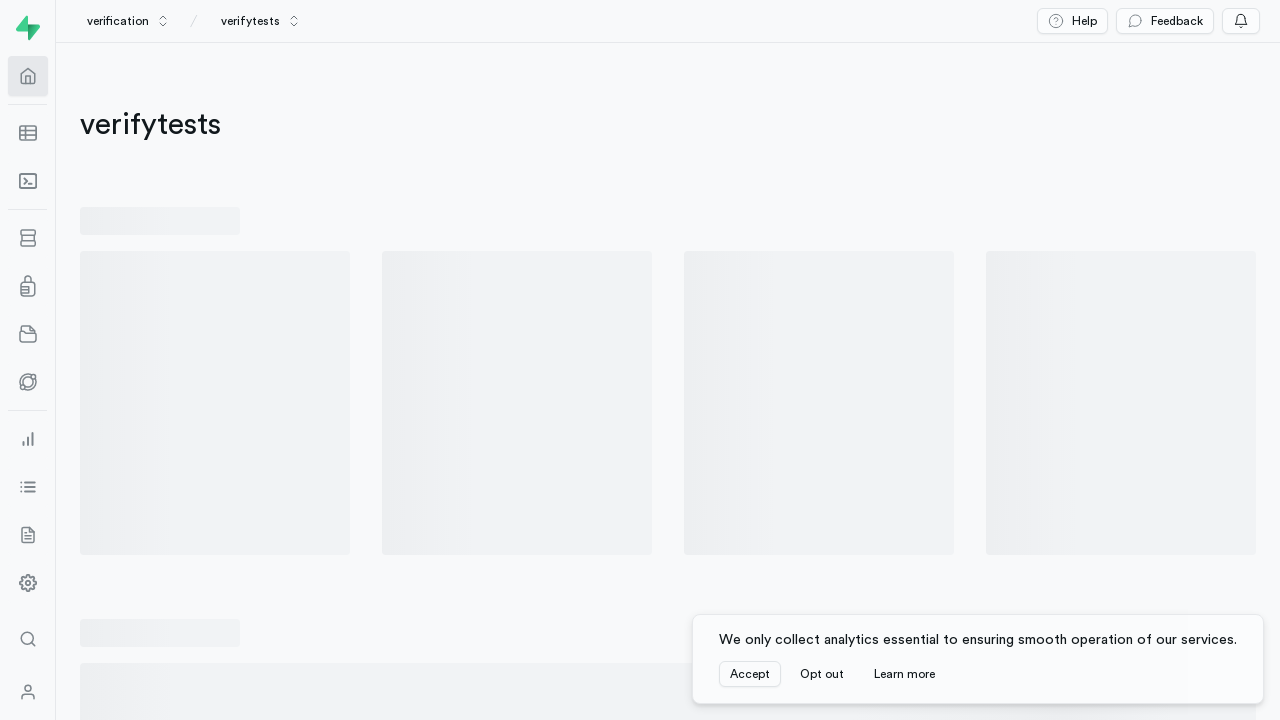 verification / verifytests Help Feedback
verifytests
We only collect analytics essential to ensuring smooth operation of our services.
Accept Opt out Learn more